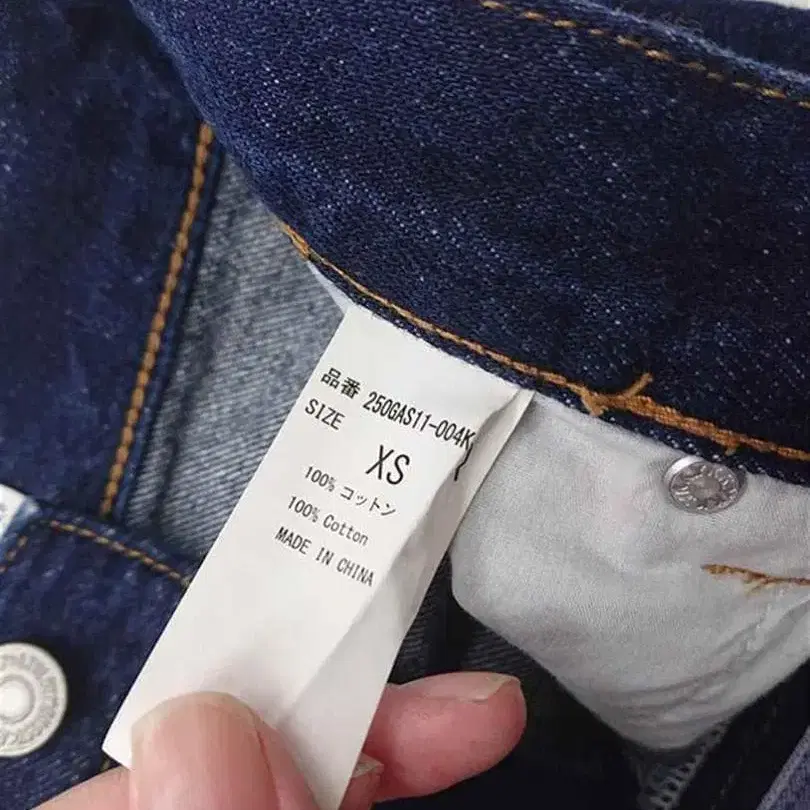 品番 250GAS11-004K
SIZE
XS
100% コットン
100% Cotton
MADE IN CHINA